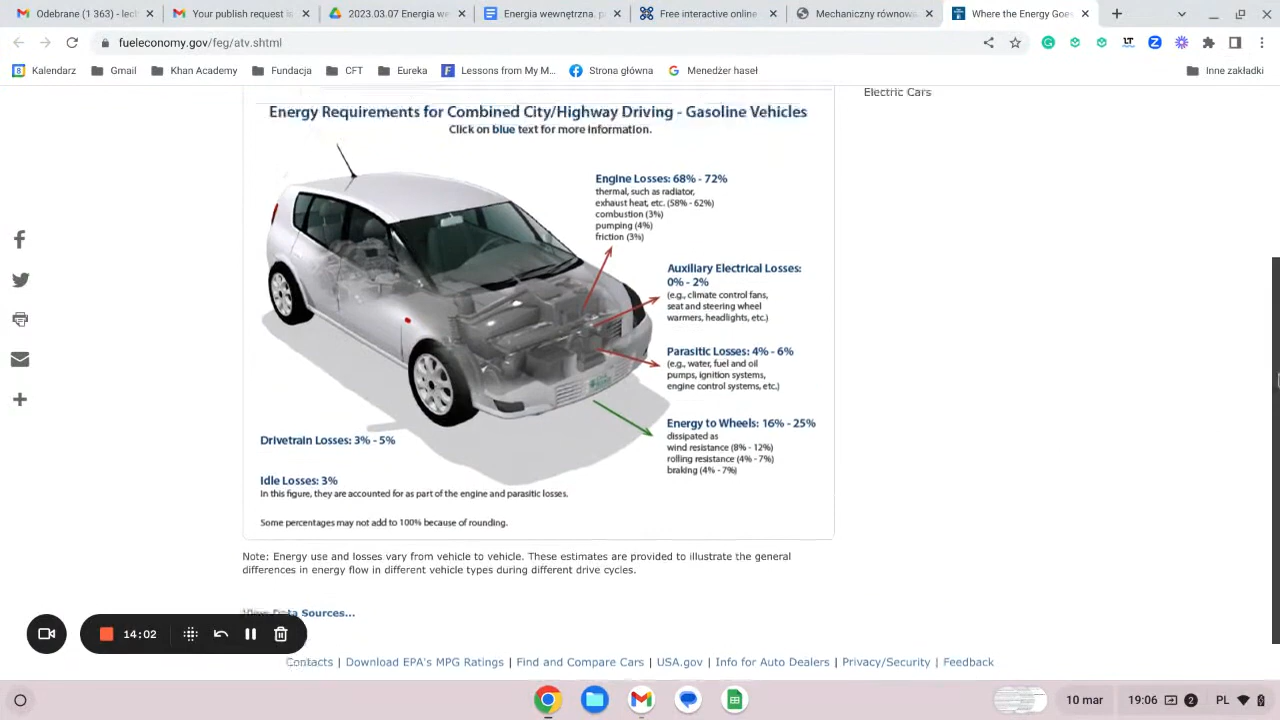 Odebrane (1 363) - lect
Your publish request i
2023.03.07 Energia we
Energia wewnętrzna, p
Free interactive online
Mechaniczny równowa
Where the Energy Goes
fueleconomy.gov/feg/atv.shtml
Kalendarz
Gmail
Khan Academy
Fundacja
CFT
Eureka
Lessons from My M...
Strona główna
Menedżer haseł
Inne zakładki
Electric Cars
Energy Requirements for Combined City/Highway Driving - Gasoline Vehicles
Click on blue text for more information.
Engine Losses: 68% - 72%
thermal, such as radiator,
exhaust heat, etc. (58% - 62%)
combustion (3%)
pumping (4%)
friction (3%)
Auxiliary Electrical Losses:
0% - 2%
(e.g., climate control fans,
seat and steering wheel
warmers, headlights, etc.)
Parasitic Losses: 4% - 6%
(e.g., water, fuel and oil
pumps, ignition systems,
engine control systems, etc.)
Energy to Wheels: 16% - 25%
dissipated as
wind resistance (8% - 12%)
rolling resistance (4% - 7%)
braking (4% - 7%)
Drivetrain Losses: 3% - 5%
Idle Losses: 3%
In this figure, they are accounted for as part of the engine and parasitic losses.
Some percentages may not add to 100% because of rounding.
Note: Energy use and losses vary from vehicle to vehicle. These estimates are provided to illustrate the general
differences in energy flow in different vehicle types during different drive cycles.
View Data Sources...
14:02
Contacts | Download EPA's MPG Ratings | Find and Compare Cars | USA.gov | Info for Auto Dealers | Privacy/Security | Feedback
10 mar
19:06
PL